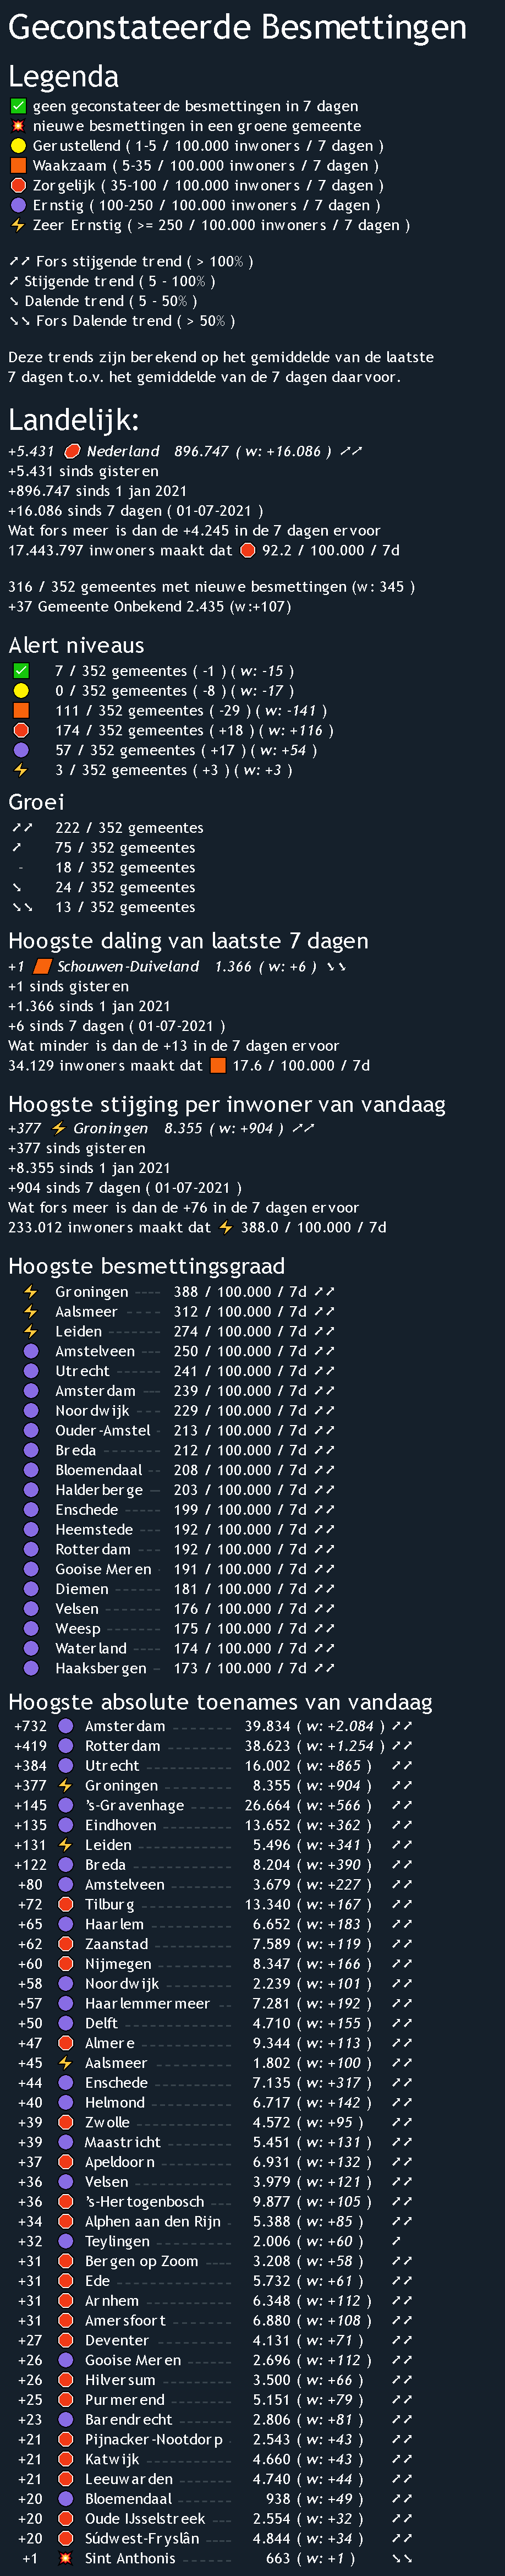 Geconstateerde Besmettingen
Legenda
geen geconstateerde besmettingen in 7 dagen
nieuwe besmettingen in een groene gemeente
Gerustellend ( 1-5 / 100.000 inwoners / 7 dagen )
Waakzaam ( 5-35 / 100.000 inwoners / 7 dagen )
Zorgelijk ( 35-100 / 100.000 inwoners / 7 dagen )
Ernstig ( 100-250 / 100.000 inwoners / 7 dagen )
Zeer Ernstig ( >= 250 / 100.000 inwoners / 7 dagen )
↗↗ Fors stijgende trend ( > 100% )
↗ Stijgende trend ( 5 - 100% )
↘ Dalende trend ( 5 - 50% )
↘↘ Fors Dalende trend ( > 50% )
Deze trends zijn berekend op het gemiddelde van de laatste
7 dagen t.o.v. het gemiddelde van de 7 dagen daarvoor.
Landelijk:
+5.431 Nederland 896.747 ( w: +16.086 ) ↗↗
+5.431 sinds gisteren
+896.747 sinds 1 jan 2021
+16.086 sinds 7 dagen ( 01-07-2021 )
Wat fors meer is dan de +4.245 in de 7 dagen ervoor
17.443.797 inwoners maakt dat 92.2 / 100.000 / 7d
316 / 352 gemeentes met nieuwe besmettingen (w: 345 )
+37 Gemeente Onbekend 2.435 (w:+107)
Alert niveaus
7 / 352 gemeentes ( -1 ) ( w: -15 )
0 / 352 gemeentes ( -8 ) ( w: -17 )
111 / 352 gemeentes ( -29 ) ( w: -141 )
174 / 352 gemeentes ( +18 ) ( w: +116 )
57 / 352 gemeentes ( +17 ) ( w: +54 )
3 / 352 gemeentes ( +3 ) ( w: +3 )
Groei
↗↗ 222 / 352 gemeentes
↗ 75 / 352 gemeentes
- 18 / 352 gemeentes
↘ 24 / 352 gemeentes
↘↘ 13 / 352 gemeentes
Hoogste daling van laatste 7 dagen
+1 Schouwen-Duiveland 1.366 ( w: +6 ) ↘↘
+1 sinds gisteren
+1.366 sinds 1 jan 2021
+6 sinds 7 dagen ( 01-07-2021 )
Wat minder is dan de +13 in de 7 dagen ervoor
34.129 inwoners maakt dat 17.6 / 100.000 / 7d
Hoogste stijging per inwoner van vandaag
+377 Groningen 8.355 ( w: +904 ) ↗↗
+377 sinds gisteren
+8.355 sinds 1 jan 2021
+904 sinds 7 dagen ( 01-07-2021 )
Wat fors meer is dan de +76 in de 7 dagen ervoor
233.012 inwoners maakt dat 388.0 / 100.000 / 7d
Hoogste besmettingsgraad
Groningen ---- 388 / 100.000 / 7d ↗↗
Aalsmeer ----- 312 / 100.000 / 7d ↗↗
Leiden ------- 274 / 100.000 / 7d ↗↗
Amstelveen --- 250 / 100.000 / 7d ↗↗
Utrecht ------ 241 / 100.000 / 7d ↗↗
Amsterdam --- 239 / 100.000 / 7d ↗↗
Noordwijk ---- 229 / 100.000 / 7d ↗↗
Ouder-Amstel - 213 / 100.000 / 7d ↗↗
Breda -------- 212 / 100.000 / 7d ↗↗
Bloemendaal -- 208 / 100.000 / 7d ↗↗
Halderberge -- 203 / 100.000 / 7d ↗↗
Enschede ----- 199 / 100.000 / 7d ↗↗
Heemstede ---- 192 / 100.000 / 7d ↗↗
Rotterdam ---- 192 / 100.000 / 7d ↗↗
Gooise Meren - 191 / 100.000 / 7d ↗↗
Diemen ------- 181 / 100.000 / 7d ↗↗
Velsen ------- 176 / 100.000 / 7d ↗↗
Weesp -------- 175 / 100.000 / 7d ↗↗
Waterland ---- 174 / 100.000 / 7d ↗↗
Haaksbergen -- 173 / 100.000 / 7d ↗↗
Hoogste absolute toenames van vandaag
+732 Amsterdam -------- 39.834 ( w: +2.084 ) ↗↗
+419 Rotterdam --------- 38.623 ( w: +1.254 ) ↗↗
+384 Utrecht ----------- 16.002 ( w: +865 ) ↗↗
+377 Groningen --------- 8.355 ( w: +904 ) ↗↗
+145 's-Gravenhage ------ 26.664 ( w: +566 ) ↗↗
+135 Eindhoven --------- 13.652 ( w: +362 ) ↗↗
+131 Leiden ------------ 5.496 ( w: +341 ) ↗↗
+122 Breda ------------- 8.204 ( w: +390 ) ↗↗
+80 Amstelveen -------- 3.679 ( w: +227 ) ↗↗
+72 Tilburg ----------- 13.340 ( w: +167 ) ↗↗
+65 Haarlem ---------- 6.652 ( w: +183 ) ↗↗
+62 Zaanstad ---------- 7.589 ( w: +119 ) ↗↗
+60 Nijmegen ---------- 8.347 ( w: +166 ) ↗↗
+58 Noordwijk --------- 2.239 ( w: +101 ) ↗↗
+57 Haarlemmermeer -- 7.281 ( w: +192 ) ↗↗
+50 Delft ------------- 4.710 ( w: +155 ) ↗↗
+47 Almere ------------ 9.344 ( w: +113 ) ↗↗
+45 Aalsmeer ---------- 1.802 ( w: +100 ) ↗↗
+44 Enschede ---------- 7.135 ( w: +317 ) ↗↗
+40 Helmond ---------- 6.717 ( w: +142 ) ↗↗
+39 Zwolle ------------ 4.572 ( w: +95 ) ↗↗
+39 Maastricht -------- 5.451 ( w: +131 ) ↗↗
+37 Apeldoorn --------- 6.931 ( w: +132 ) ↗↗
+36 Velsen ------------ 3.979 ( w: +121 ) ↗↗
+36 's-Hertogenbosch --- 9.877 ( w: +105 ) ↗↗
+34 Alphen aan den Rijn - 5.388 ( w: +85 ) ↗↗
+32 Teylingen ---------- 2.006 ( w: +60 ) ↗
+31 Bergen op Zoom ---- 3.208 ( w: +58 ) ↗↗
+31 Ede --------------- 5.732 ( w: +61 ) ↗↗
+31 Arnhem ----------- 6.348 ( w: +112 ) ↗↗
+31 Amersfoort -------- 6.880 ( w: +108 ) ↗↗
+27 Deventer ---------- 4.131 ( w: +71 ) ↗↗
+26 Gooise Meren ------ 2.696 ( w: +112 ) ↗↗
+26 Hilversum --------- 3.500 ( w: +66 ) ↗↗
+25 Purmerend -------- 5.151 ( w: +79 ) ↗↗
+23 Barendrecht ------- 2.806 ( w: +81 ) ↗↗
+21 Pijnacker-Nootdorp - 2.543 ( w: +43 ) ↗↗
+21 Katwijk ----------- 4.660 ( w: +43 ) ↗↗
+21 Leeuwarden ------- 4.740 ( w: +44 ) ↗↗
+20 Bloemendaal ------- 938 ( w: +49 ) ↗↗
+20 Oude IJsselstreek --- 2.554 ( w: +32 ) ↗↗
+20 Súdwest-Fryslân ---- 4.844 ( w: +34 ) ↗↗
+1 Sint Anthonis ------ 663 ( w: +1 ) ↘↘